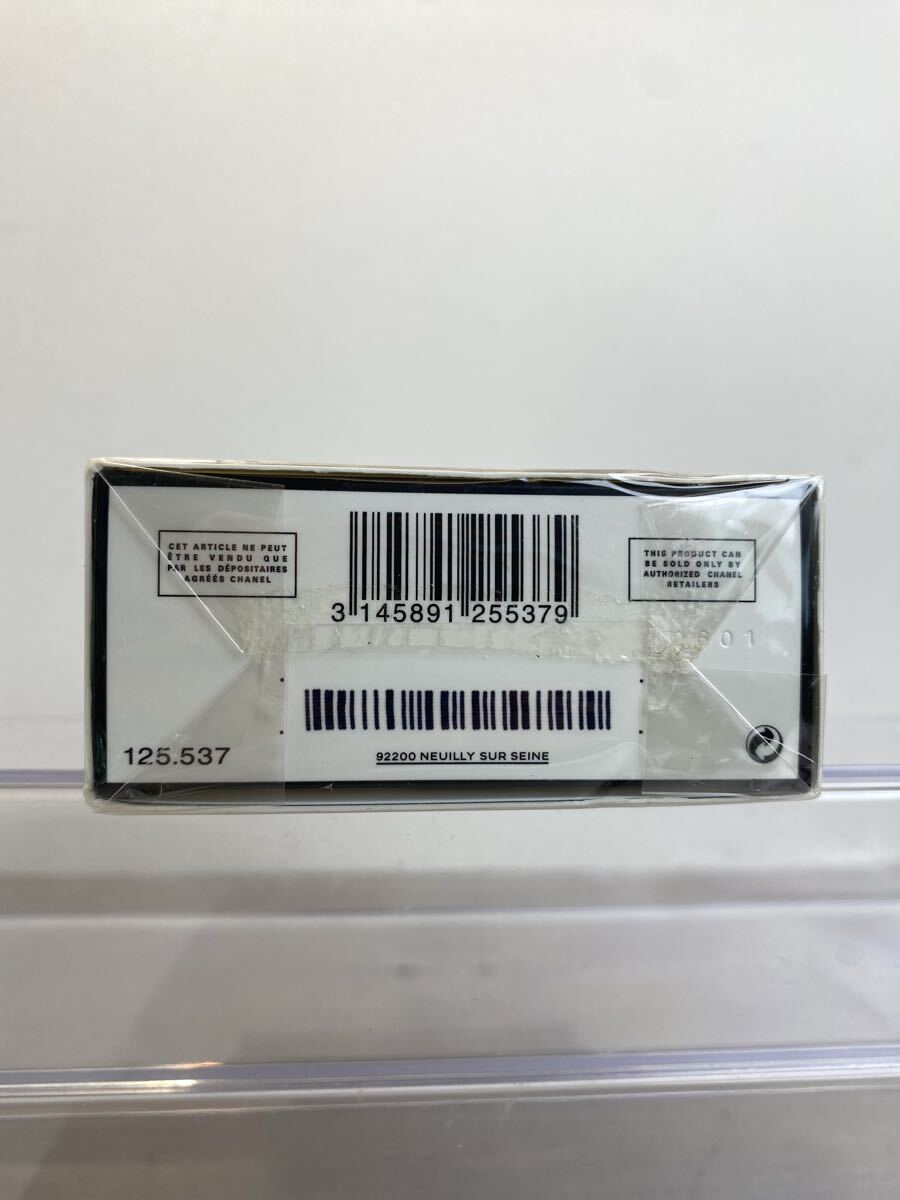 CET ARTICLE NE PEUT
ÊTRE VENDU QUE
PAR LES DÉPOSITAIRES
AGRÉÉS CHANEL
THIS PRODUCT CAN
BE SOLD ONLY BY
AUTHORIZED CHANEL
RETAILERS
3 145891 255379
125.537
92200 NEUILLY SUR SEINE